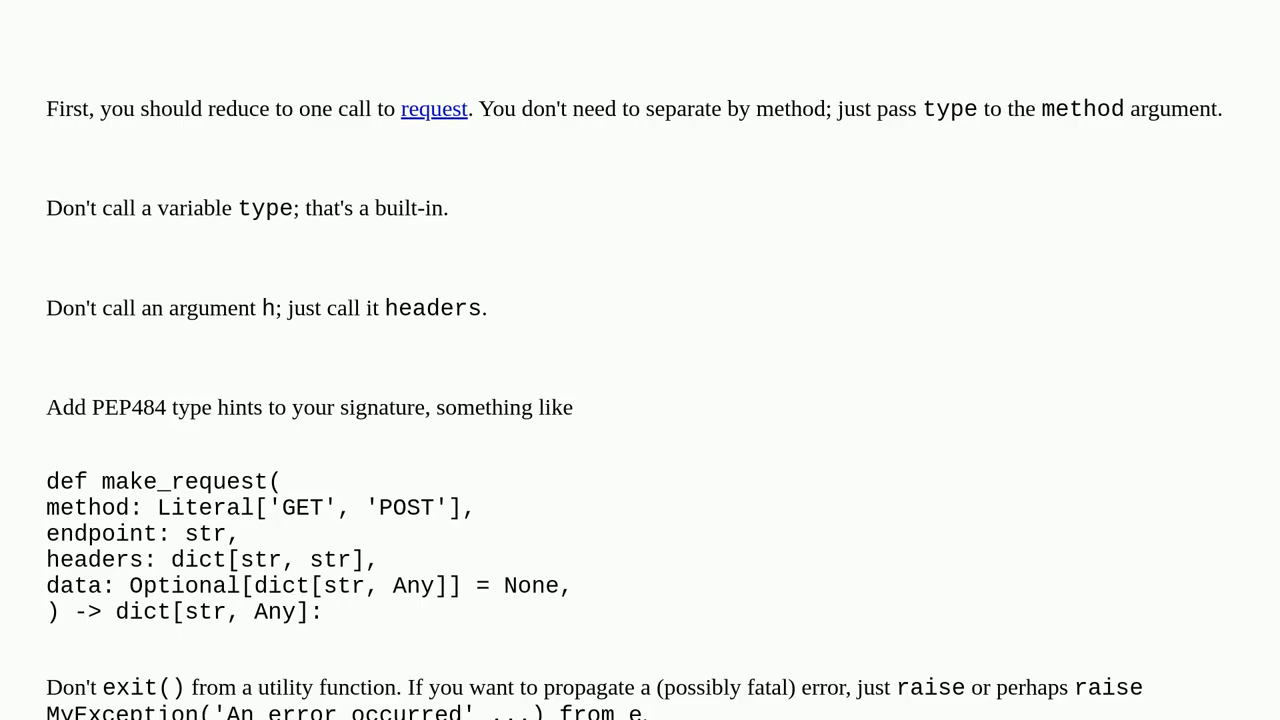 First, you should reduce to one call to request. You don't need to separate by method; just pass type to the method argument.
Don't call a variable type; that's a built-in.
Don't call an argument h; just call it headers.
Add PEP484 type hints to your signature, something like
def make_request(
method: Literal['GET', 'POST'],
endpoint: str,
headers: dict[str, str],
data: Optional[dict[str, Any]] = None,
) -> dict[str, Any]:
Don't exit() from a utility function. If you want to propagate a (possibly fatal) error, just raise or perhaps raise
MyException('An error occurred' ...) from e.